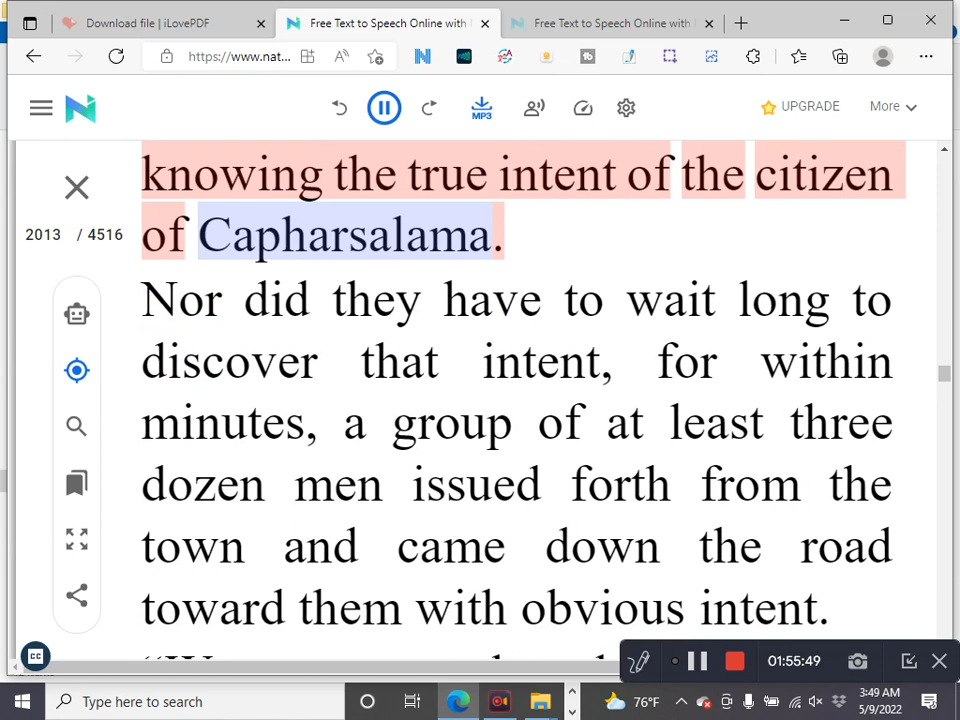 Download file | iLovePDF
Free Text to Speech Online with
Free Text to Speech Online with
https://www.nat...
MP3
UPGRADE
More
knowing the true intent of the citizen
2013 / 4516
of Capharsalama.
Nor did they have to wait long to
discover that intent, for within
minutes, a group of at least three
dozen men issued forth from the
town and came down the road
toward them with obvious intent.
CC
01:55:49
Type here to search
76°F
3:49 AM
5/9/2022